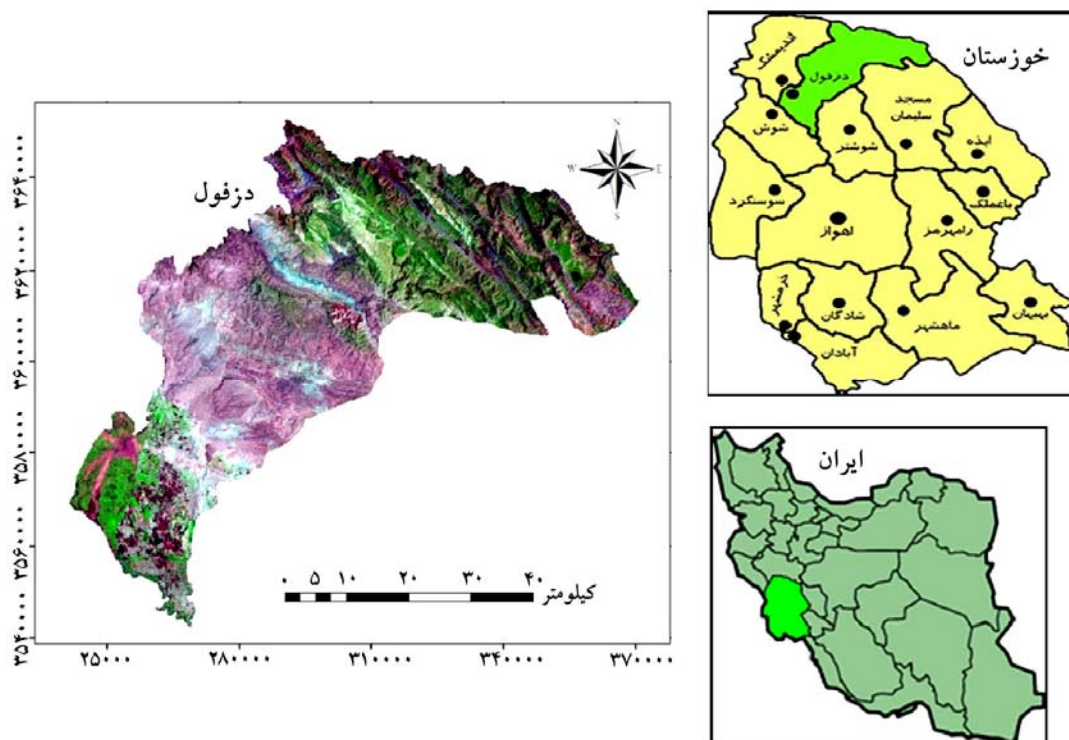 دزفول
N
W
E
S
۳۶۴۰۰۰۰
۳۶۲۰۰۰۰
۳۶۰۰۰۰۰
۳۵۸۰۰۰۰
۳۵۶۰۰۰۰
۳۵۴۰۰۰۰
۰ ۵ ۱۰ ۲۰ ۳۰ ۴۰
کیلومتر
۲۵۰۰۰۰ ۲۸۰۰۰۰ ۳۱۰۰۰۰ ۳۴۰۰۰۰ ۳۷۰۰۰۰
خوزستان
اندیمشک
دزفول
مسجد
سلیمان
شوش
شوشتر
ایذه
سوسنگرد
اهواز
رامهرمز
باغملک
خرمشهر
شادگان
ماهشهر
بهبهان
آبادان
ایران